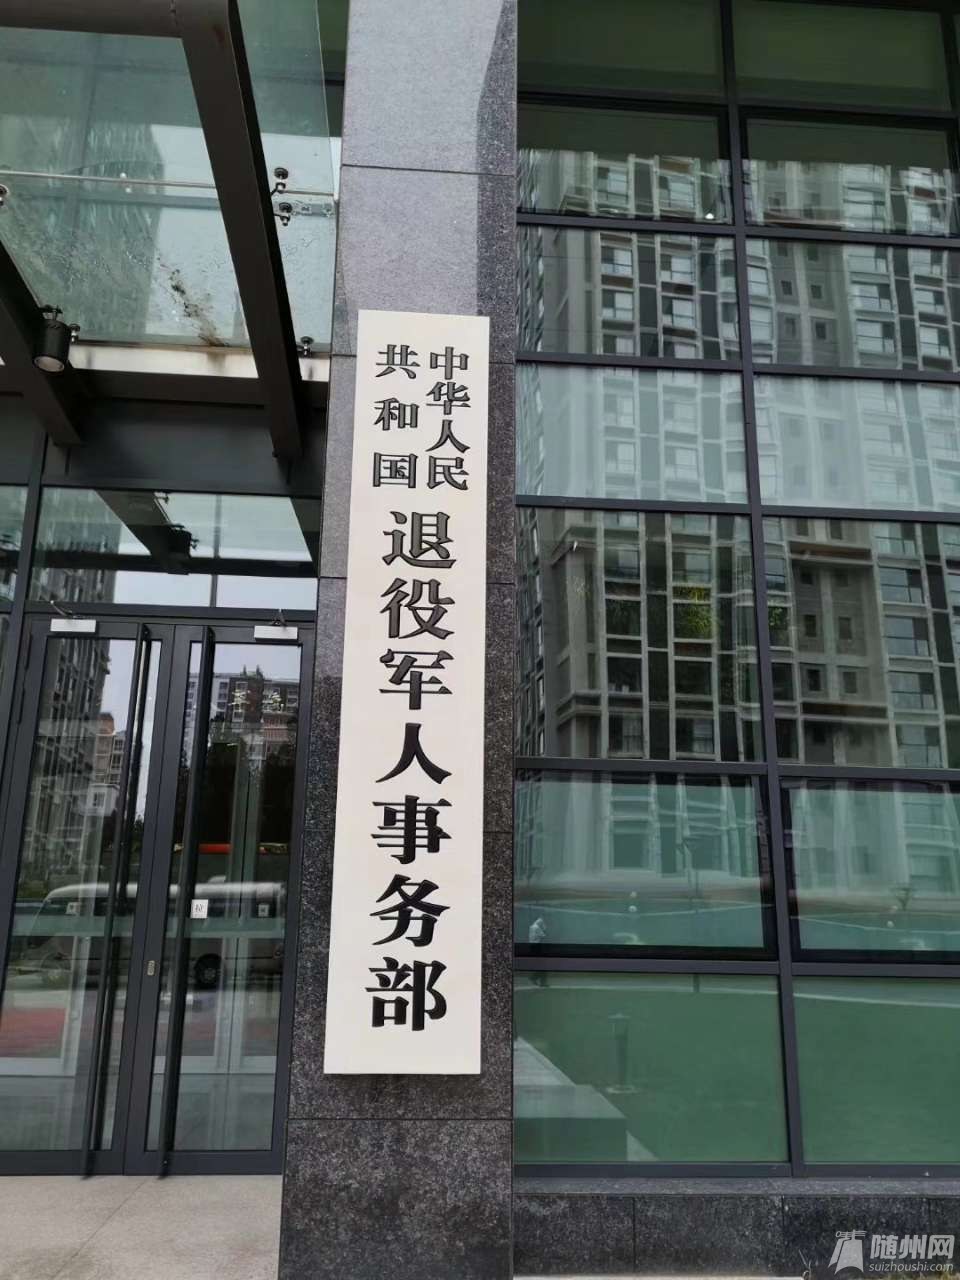 中华人民
共和国
退役军人事务部
拉
随州网
suizhoushi.com